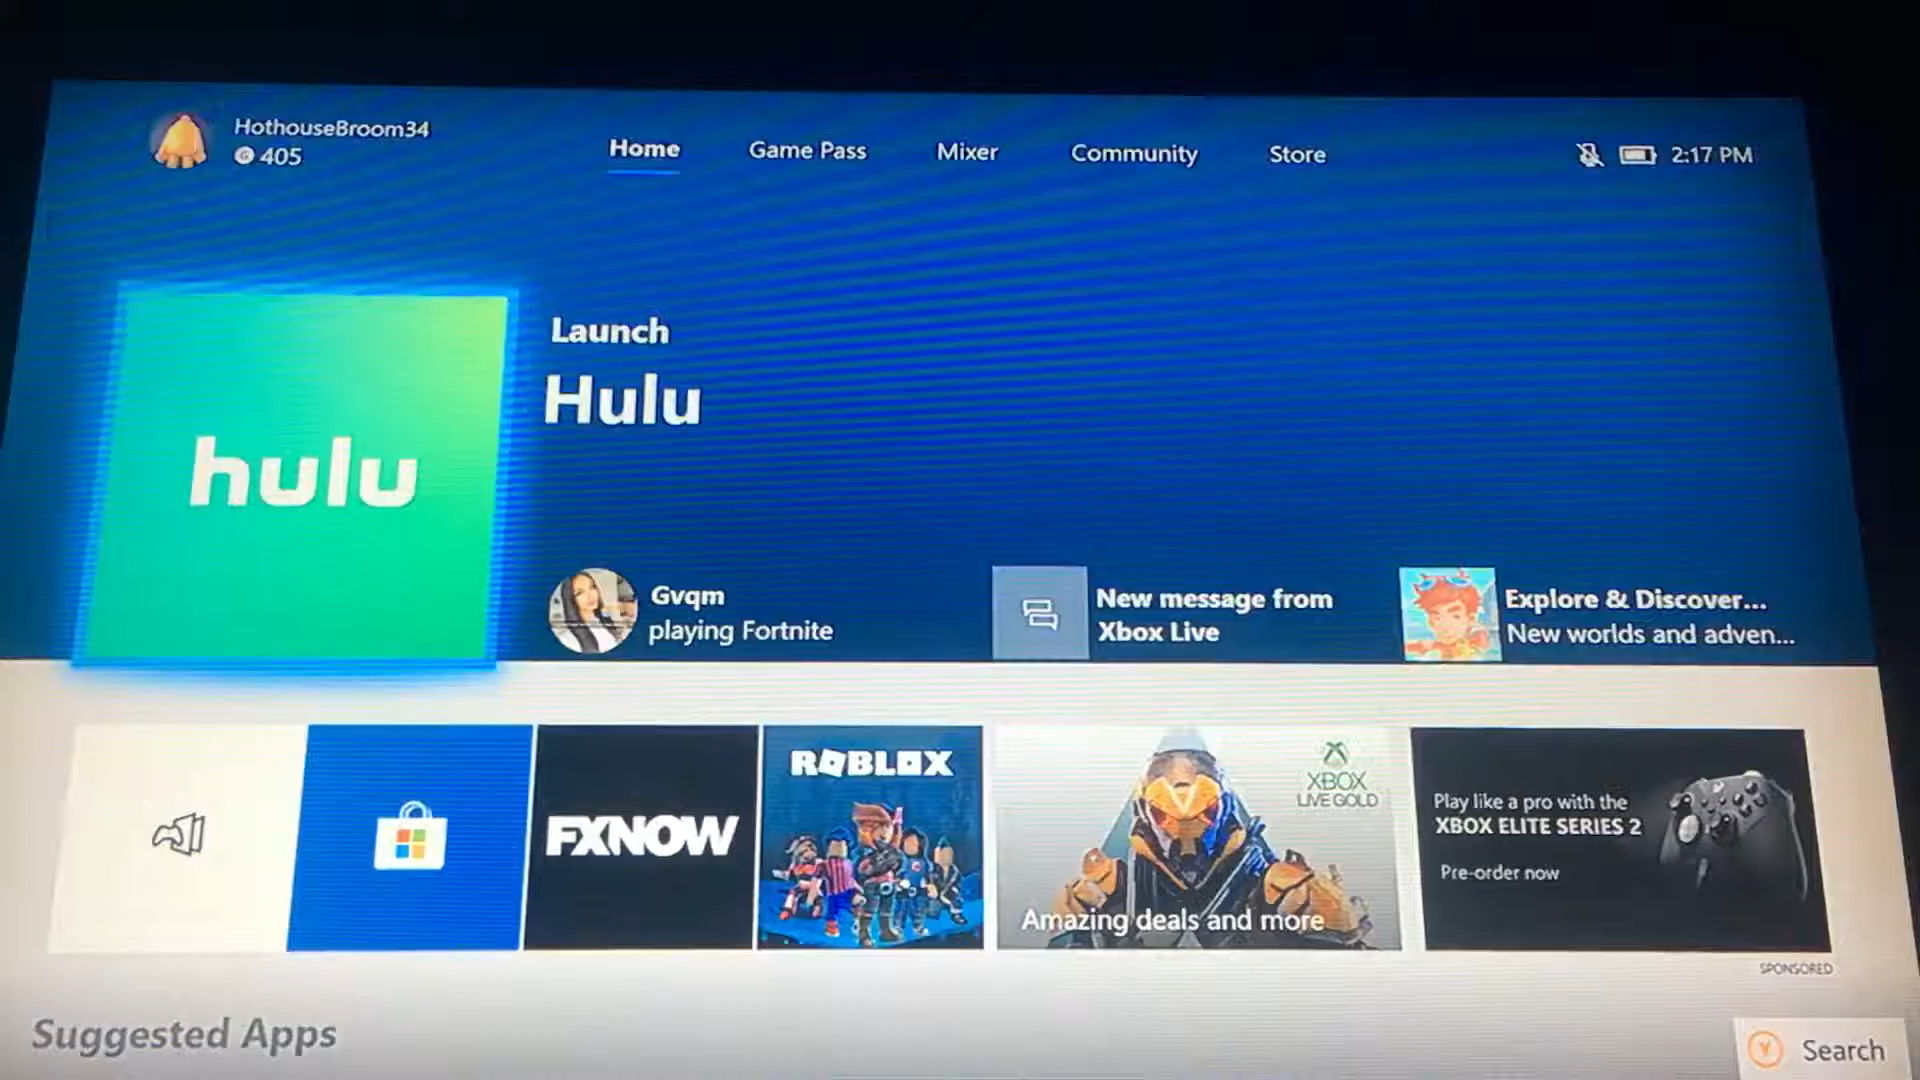 HothouseBroom34
G 405
Home
Game Pass
Mixer
Community
Store
2:17 PM
hulu
Launch
Hulu
Gvqm
playing Fortnite
New message from
Xbox Live
Explore & Discover...
New worlds and adven...
FXNOW
ROBLOX
XBOX
LIVE GOLD
Amazing deals and more
Play like a pro with the
XBOX ELITE SERIES 2
Pre-order now
SPONSORED
Suggested Apps
Y Search